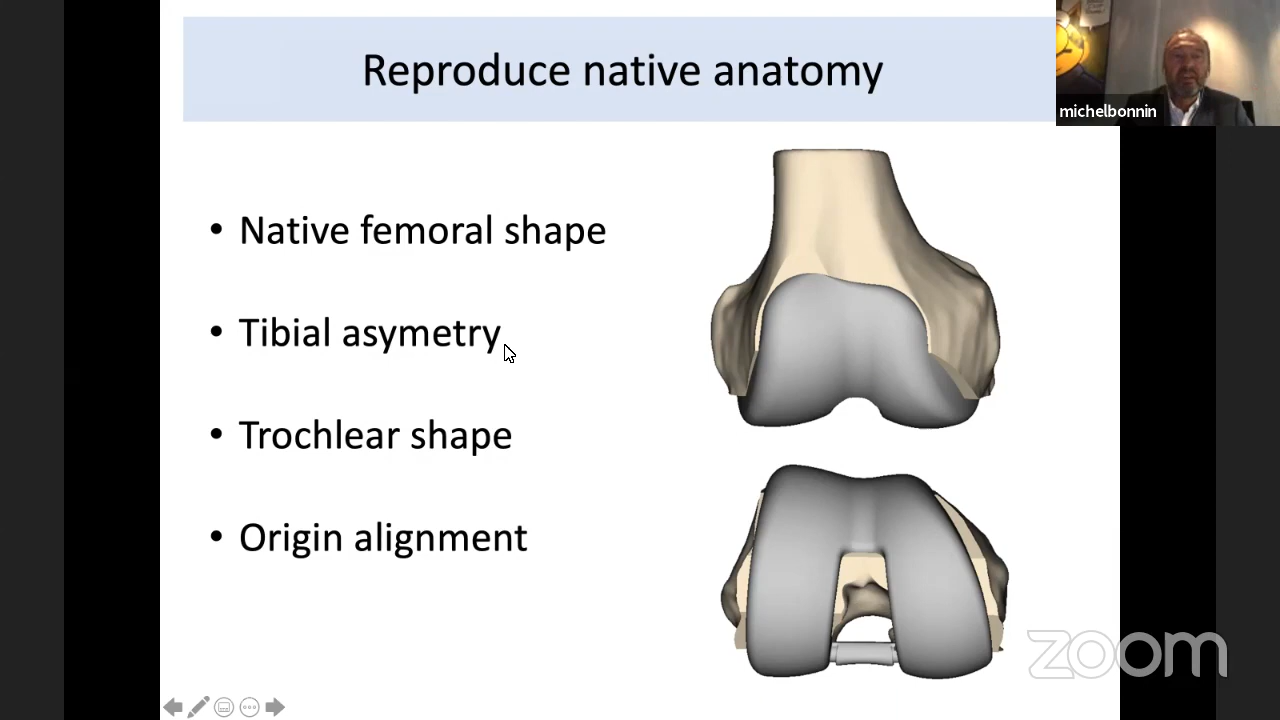 Reproduce native anatomy
michelbonnin
• Native femoral shape
• Tibial asymetry
• Trochlear shape
• Origin alignment
zoom